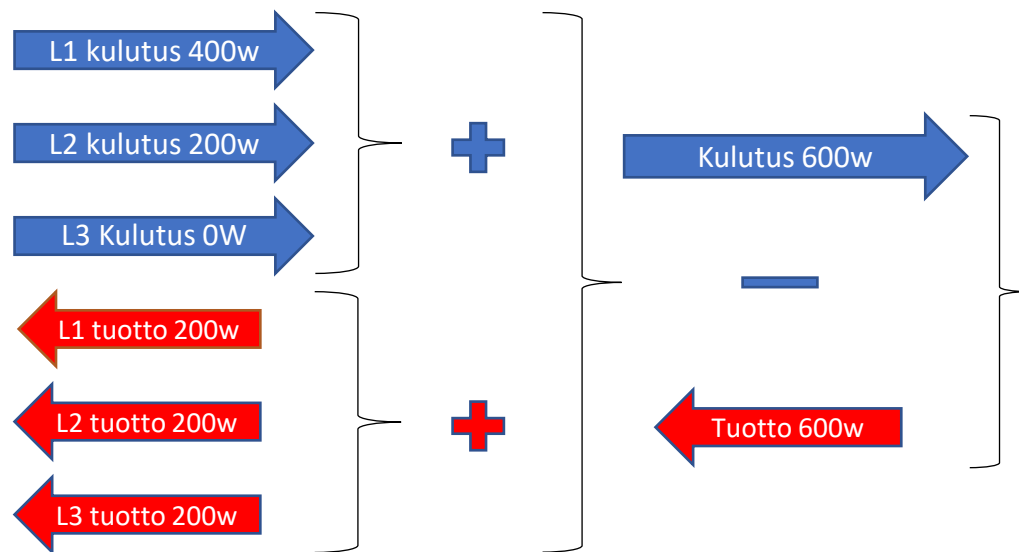 L1 kulutus 400w
L2 kulutus 200w
L3 Kulutus 0W
L1 tuotto 200w
L2 tuotto 200w
L3 tuotto 200w
Kulutus 600w
Tuotto 600w